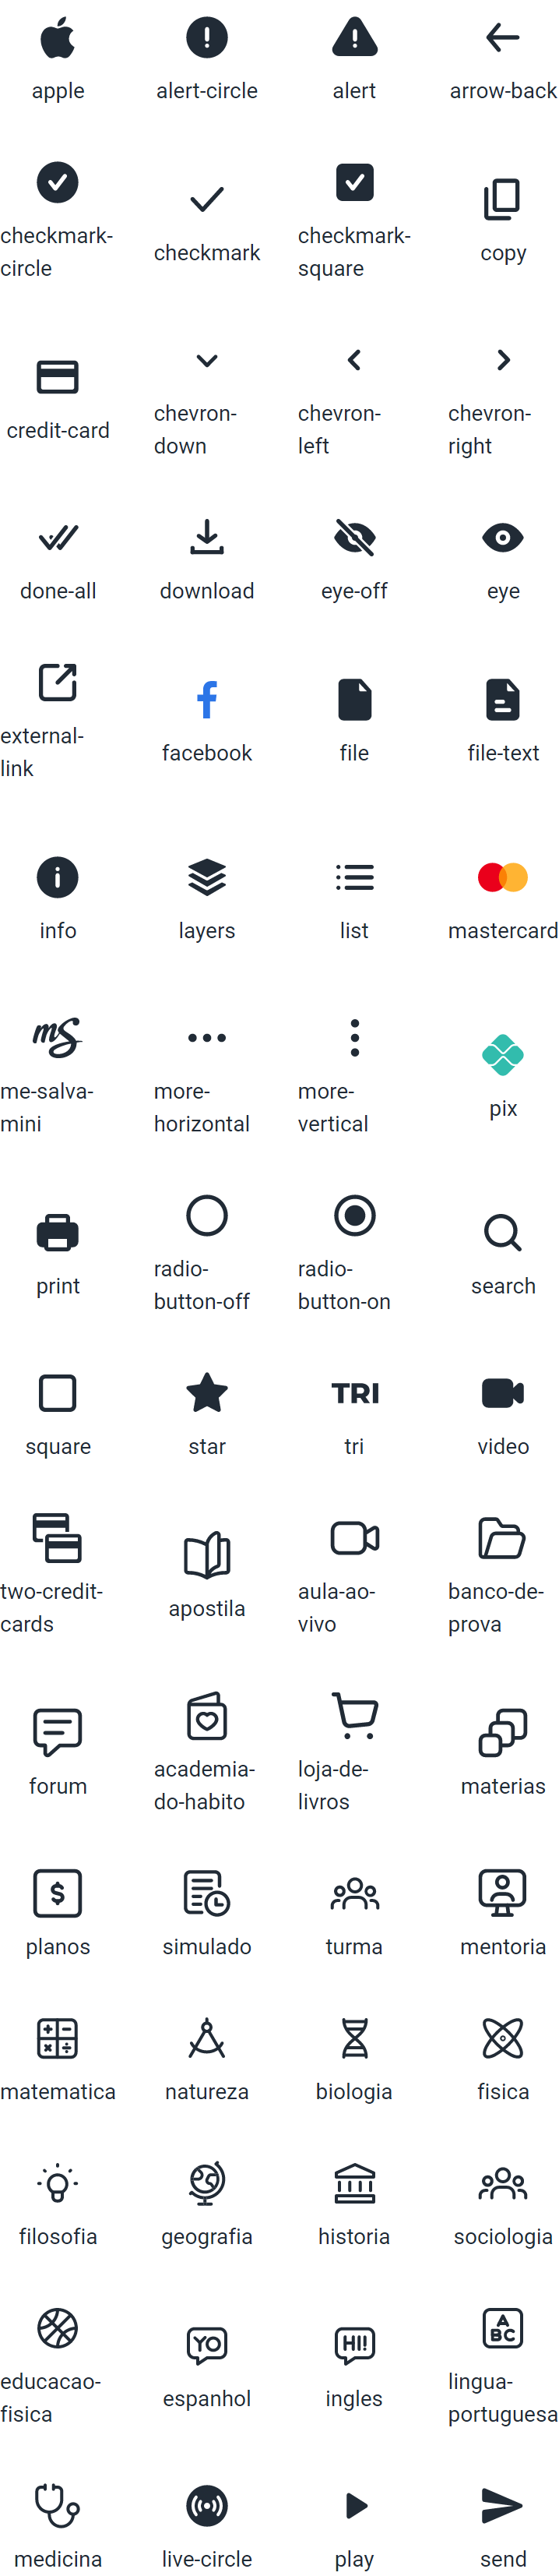 apple alert-circle alert arrow-back
checkmark-circle checkmark checkmark-square copy
credit-card chevron-down chevron-left chevron-right
done-all download eye-off eye
external-link facebook file file-text
info layers list mastercard
mS
me-salva-mini more-horizontal more-vertical pix
print radio-button-off radio-button-on search
TRI
square star tri video
two-credit-cards apostila aula-ao-vivo banco-de-prova
forum academia-do-habito loja-de-livros materias
$
planos simulado turma mentoria
matematica natureza biologia fisica
filosofia geografia historia sociologia
YO HI!! A
BC
educacao-fisica espanhol ingles lingua-portuguesa
medicina live-circle play send